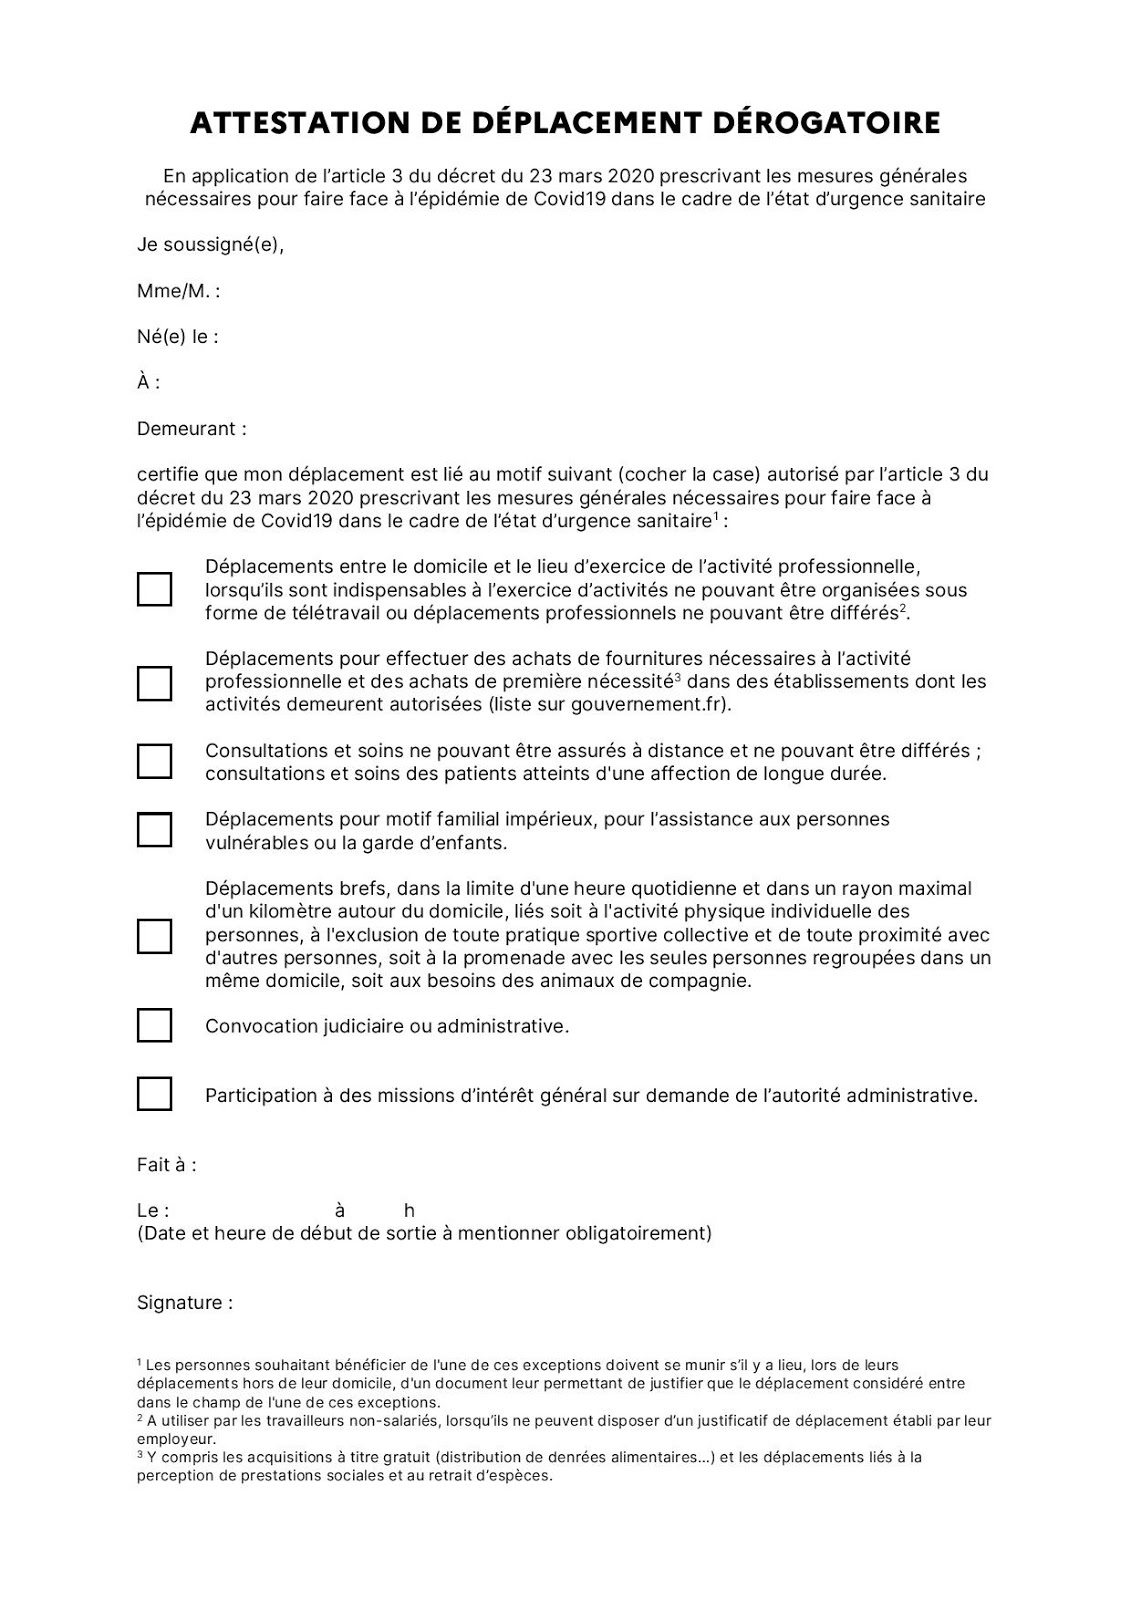 ATTESTATION DE DÉPLACEMENT DÉROGATOIRE
En application de l’article 3 du décret du 23 mars 2020 prescrivant les mesures générales
nécessaires pour faire face à l’épidémie de Covid19 dans le cadre de l’état d’urgence sanitaire
Je soussigné(e),
Mme/M. :
Né(e) le :
À :
Demeurant :
certifie que mon déplacement est lié au motif suivant (cocher la case) autorisé par l’article 3 du
décret du 23 mars 2020 prescrivant les mesures générales nécessaires pour faire face à
l’épidémie de Covid19 dans le cadre de l’état d’urgence sanitaire¹ :
Déplacements entre le domicile et le lieu d’exercice de l’activité professionnelle,
lorsqu’ils sont indispensables à l’exercice d’activités ne pouvant être organisées sous
forme de télétravail ou déplacements professionnels ne pouvant être différés².
Déplacements pour effectuer des achats de fournitures nécessaires à l’activité
professionnelle et des achats de première nécessité³ dans des établissements dont les
activités demeurent autorisées (liste sur gouvernement.fr).
Consultations et soins ne pouvant être assurés à distance et ne pouvant être différés ;
consultations et soins des patients atteints d'une affection de longue durée.
Déplacements pour motif familial impérieux, pour l’assistance aux personnes
vulnérables ou la garde d’enfants.
Déplacements brefs, dans la limite d'une heure quotidienne et dans un rayon maximal
d'un kilomètre autour du domicile, liés soit à l'activité physique individuelle des
personnes, à l'exclusion de toute pratique sportive collective et de toute proximité avec
d'autres personnes, soit à la promenade avec les seules personnes regroupées dans un
même domicile, soit aux besoins des animaux de compagnie.
Convocation judiciaire ou administrative.
Participation à des missions d’intérêt général sur demande de l’autorité administrative.
Fait à :
Le : à h
(Date et heure de début de sortie à mentionner obligatoirement)
Signature :
¹ Les personnes souhaitant bénéficier de l'une de ces exceptions doivent se munir s’il y a lieu, lors de leurs
déplacements hors de leur domicile, d'un document leur permettant de justifier que le déplacement considéré entre
dans le champ de l'une de ces exceptions.
² A utiliser par les travailleurs non-salariés, lorsqu’ils ne peuvent disposer d’un justificatif de déplacement établi par leur
employeur.
³ Y compris les acquisitions à titre gratuit (distribution de denrées alimentaires…) et les déplacements liés à la
perception de prestations sociales et au retrait d’espèces.